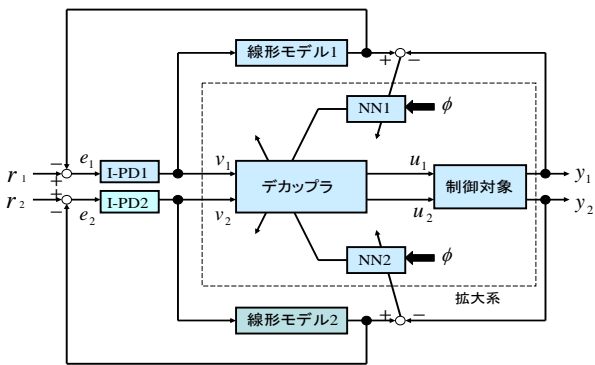 線形モデル1
+ −
NN1 ϕ
− e1 v1 u1
r1 I-PD1 y1
+
デカップラ 制御対象
+
r2 I-PD2 y2
− e2 v2 u2
NN2 ϕ
拡大系
線形モデル2 + −